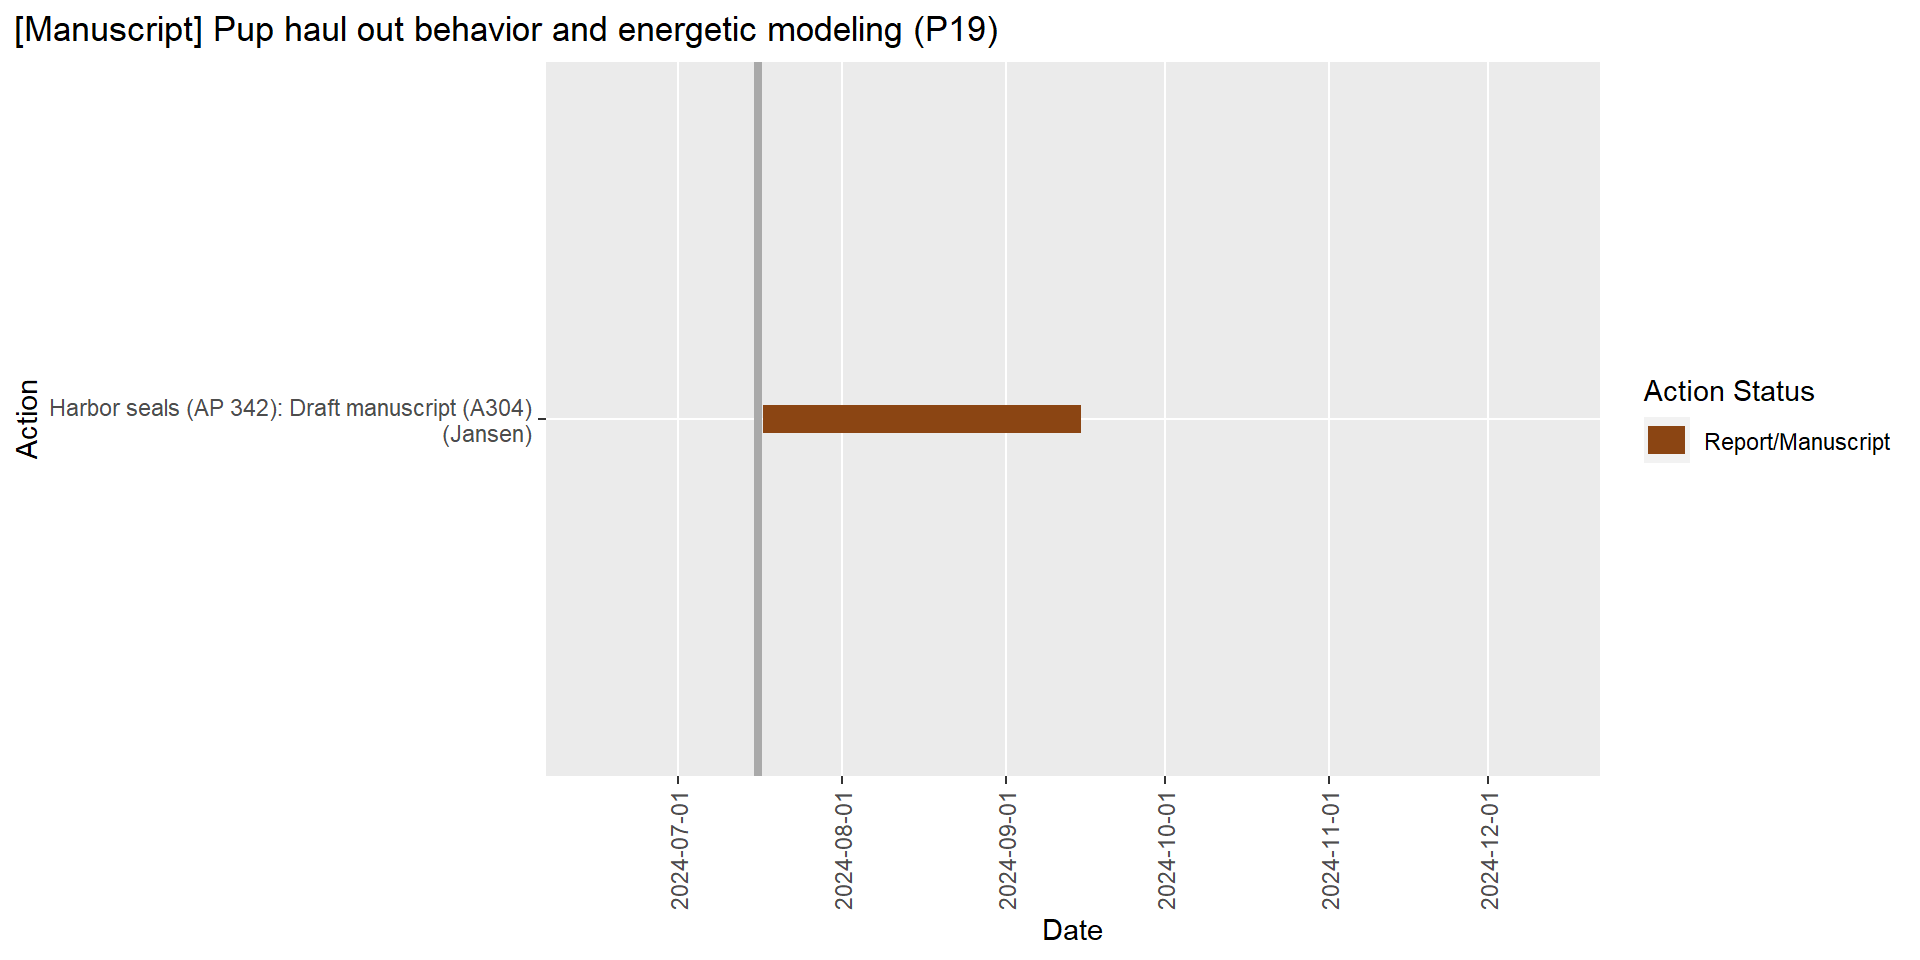 [Manuscript] Pup haul out behavior and energetic modeling (P19)
Action
Harbor seals (AP 342): Draft manuscript (A304)
(Jansen)
Action Status
Report/Manuscript
2024-07-01
2024-08-01
2024-09-01
2024-10-01
2024-11-01
2024-12-01
Date